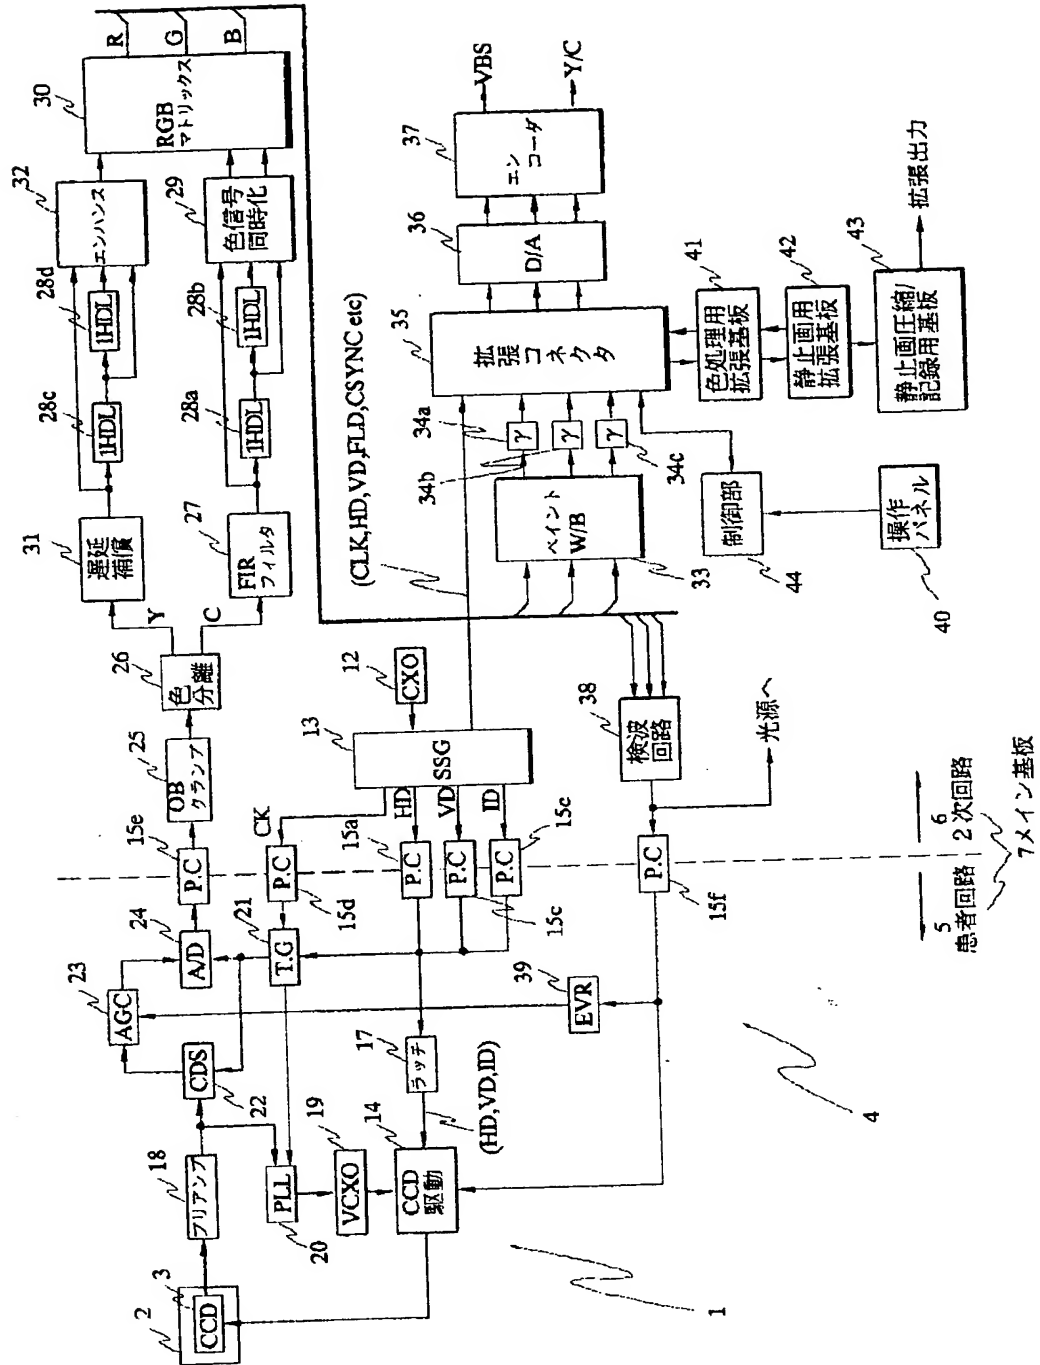 2
3
CCD
18
プリアンプ
PLL
20
VCXO
19
CCD
駆動
14
(HD,VD,ID)
ラッチ
17
CDS
22
AGC
23
A/D
24
T.G
21
EVR
39
P.C
15e
P.C
15d
P.C
15a
P.C
15c
P.C
15c
P.C
15f
CK
HD
VD
ID
SSG
13
CXO
12
OB
クランプ
25
色
分離
26
Y
C
遅延
補償
31
FIR
フィルタ
27
1HDL
28c
1HDL
28d
1HDL
28a
1HDL
28b
エンハンス
32
色信号
同時化
29
RGB
マトリックス
30
R
G
B
(CLK,HD,VD,FLD,CSYNC etc)
検波
回路
38
光源へ
ペイント
W/B
33
γ
34a
γ
34b
γ
34c
拡張コネクタ
35
D/A
36
エン
コーダ
37
VBS
Y/C
色処理用
拡張基板
41
静止画用
拡張基板
42
静止画圧縮/
記録用基板
43
拡張出力
制御部
44
操作
パネル
40
5
患者回路
6
2次回路
7メイン基板
1
4